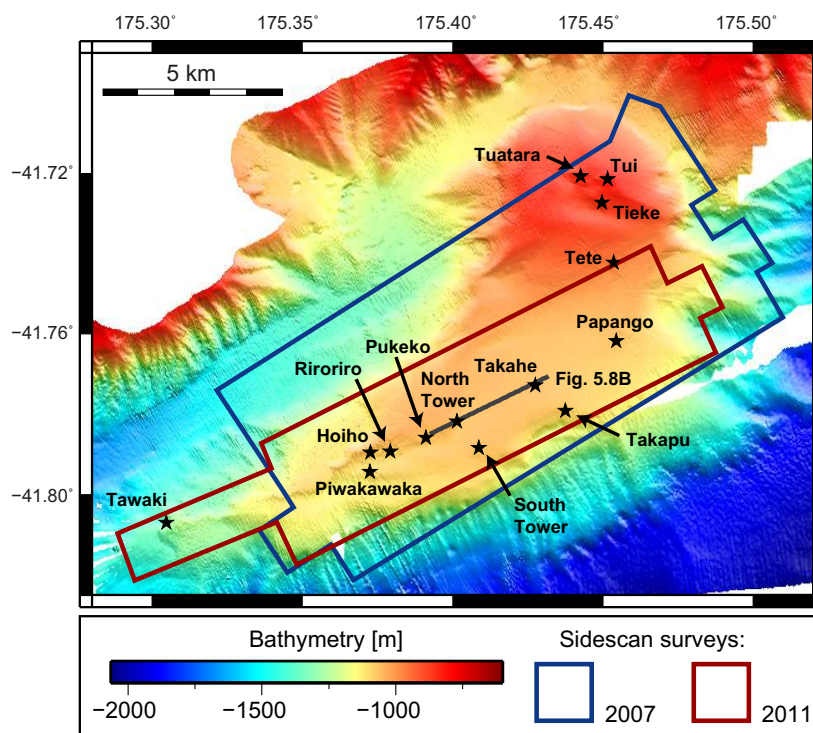 175.30° 175.35° 175.40° 175.45° 175.50°
5 km
−41.72°
−41.76°
−41.80°
Tuatara
Tui
Tieke
Tete
Papango
Pukeko
Riroriro
North
Tower
Takahe
Fig. 5.8B
Hoiho
Takapu
Piwakawaka
Tawaki
South
Tower
Bathymetry [m]
−2000 −1500 −1000
Sidescan surveys:
2007 2011